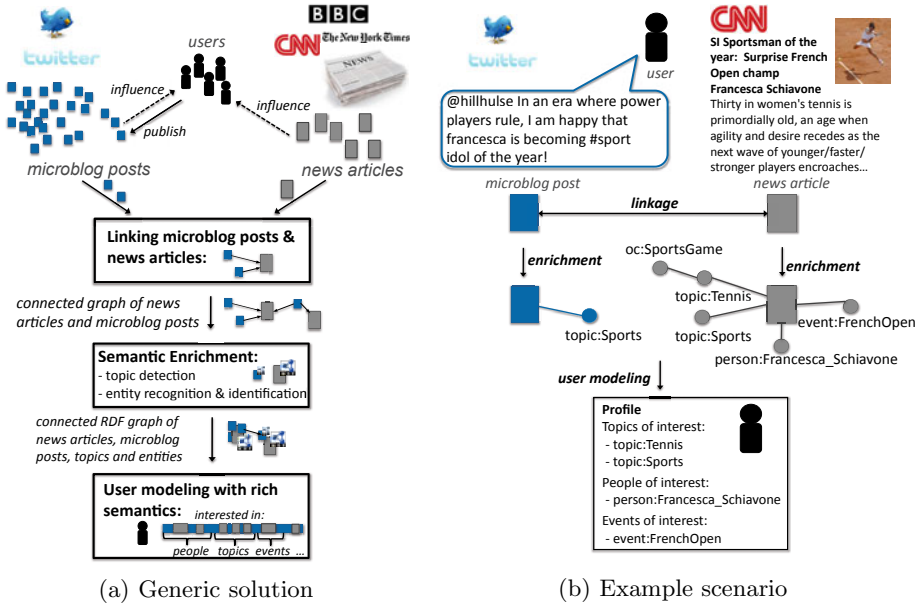 twitter
users
BBC
CNN
The New York Times
NEWS
influence
influence
publish
microblog posts
news articles
Linking microblog posts &
news articles:
connected graph of news
articles and microblog posts
Semantic Enrichment:
- topic detection
- entity recognition & identification
connected RDF graph of
news articles, microblog
posts, topics and entities
User modeling with rich
semantics:
interested in:
people topics events ...
(a) Generic solution
twitter
user
@hillhulse In an era where power
players rule, I am happy that
francesca is becoming #sport
idol of the year!
CNN
SI Sportsman of the
year: Surprise French
Open champ
Francesca Schiavone
Thirty in women's tennis is
primordially old, an age when
agility and desire recedes as the
next wave of younger/faster/
stronger players encroaches…
microblog post
news article
linkage
enrichment
enrichment
oc:SportsGame
topic:Tennis
topic:Sports
topic:Sports
event:FrenchOpen
person:Francesca_Schiavone
user modeling
Profile
Topics of interest:
- topic:Tennis
- topic:Sports
People of interest:
- person:Francesca_Schiavone
Events of interest:
- event:FrenchOpen
(b) Example scenario